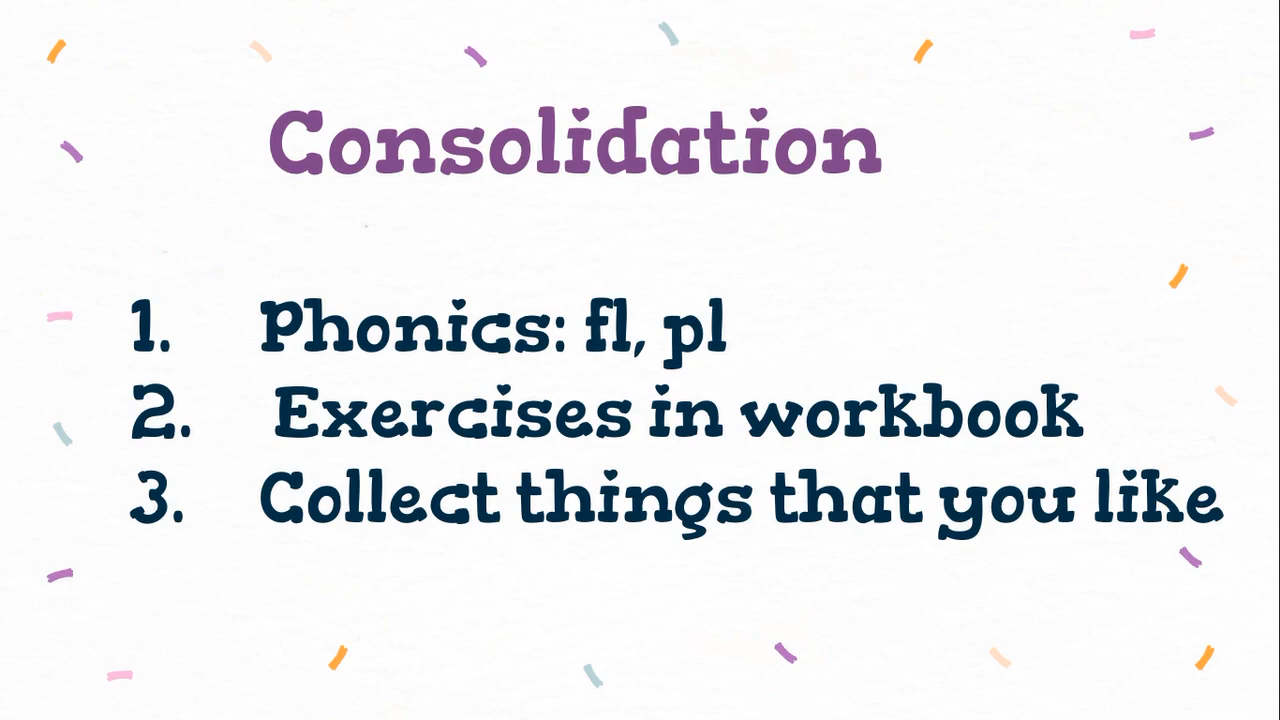 Consolidation
1. Phonics: fl, pl
2. Exercises in workbook
3. Collect things that you like